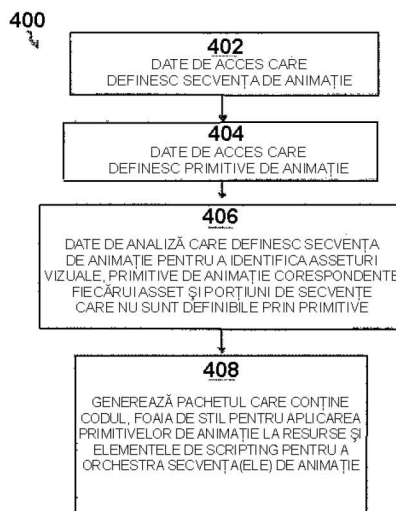 400
402
DATE DE ACCES CARE
DEFINESC SECVENȚA DE ANIMAȚIE
404
DATE DE ACCES CARE
DEFINESC PRIMITIVE DE ANIMAȚIE
406
DATE DE ANALIZĂ CARE DEFINESC SECVENȚA
DE ANIMAȚIE PENTRU A IDENTIFICA ASSETURI
VIZUALE, PRIMITIVE DE ANIMAȚIE CORESPONDENTE
FIECĂRUI ASSET ȘI PORȚIUNI DE SECVENȚE
CARE NU SUNT DEFINIBILE PRIN PRIMITIVE
408
GENEREAZĂ PACHETUL CARE CONȚINE
CODUL, FOAIA DE STIL PENTRU APLICAREA
PRIMITIVELOR DE ANIMAȚIE LA RESURSE ȘI
ELEMENTELE DE SCRIPTING PENTRU A
ORCHESTRA SECVENȚA(ELE) DE ANIMAȚIE